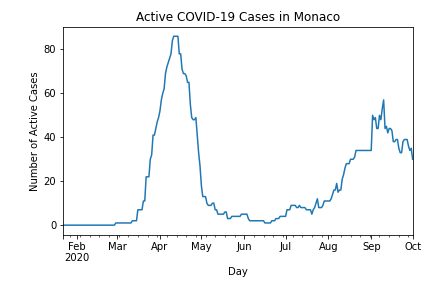 Active COVID-19 Cases in Monaco
Number of Active Cases
80
60
40
20
0
Feb Mar Apr May Jun Jul Aug Sep Oct
2020
Day